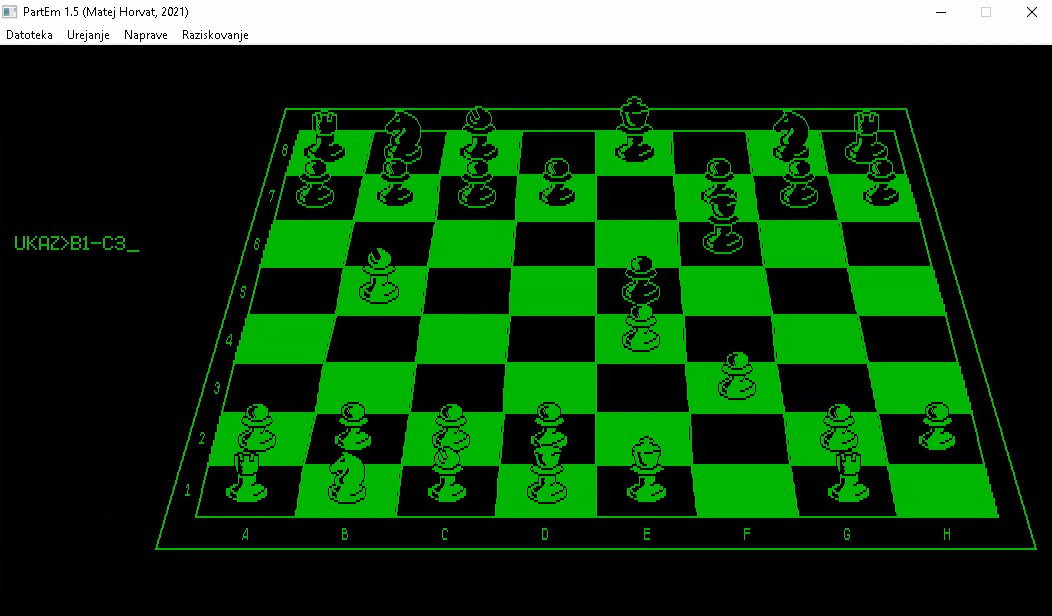 PartEm 1.5 (Matej Horvat, 2021)
Datoteka Urejanje Naprave Raziskovanje
8
7
6
UKAZ>B1-C3_
5
4
3
2
1
A B C D E F G H